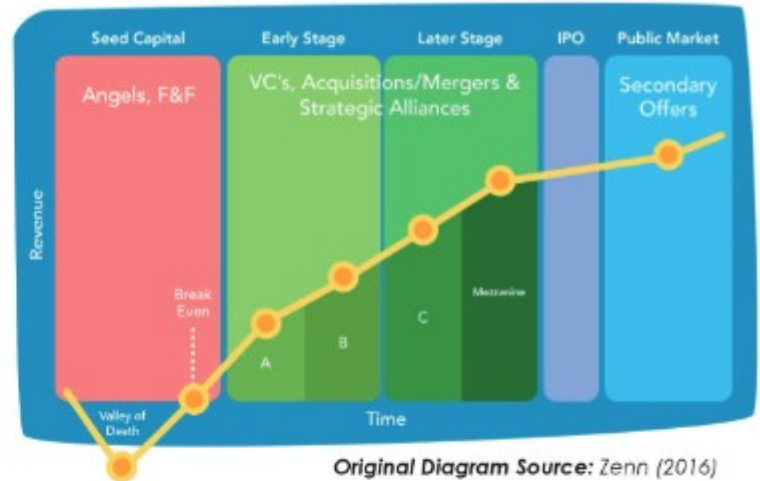 Seed Capital
Early Stage
Later Stage
IPO
Public Market
Angels, F&F
VC's, Acquisitions/Mergers &
Strategic Alliances
Secondary
Offers
Revenue
Break
Even
A
B
C
Mezzanine
Valley of
Death
Time
Original Diagram Source: Zenn (2016)